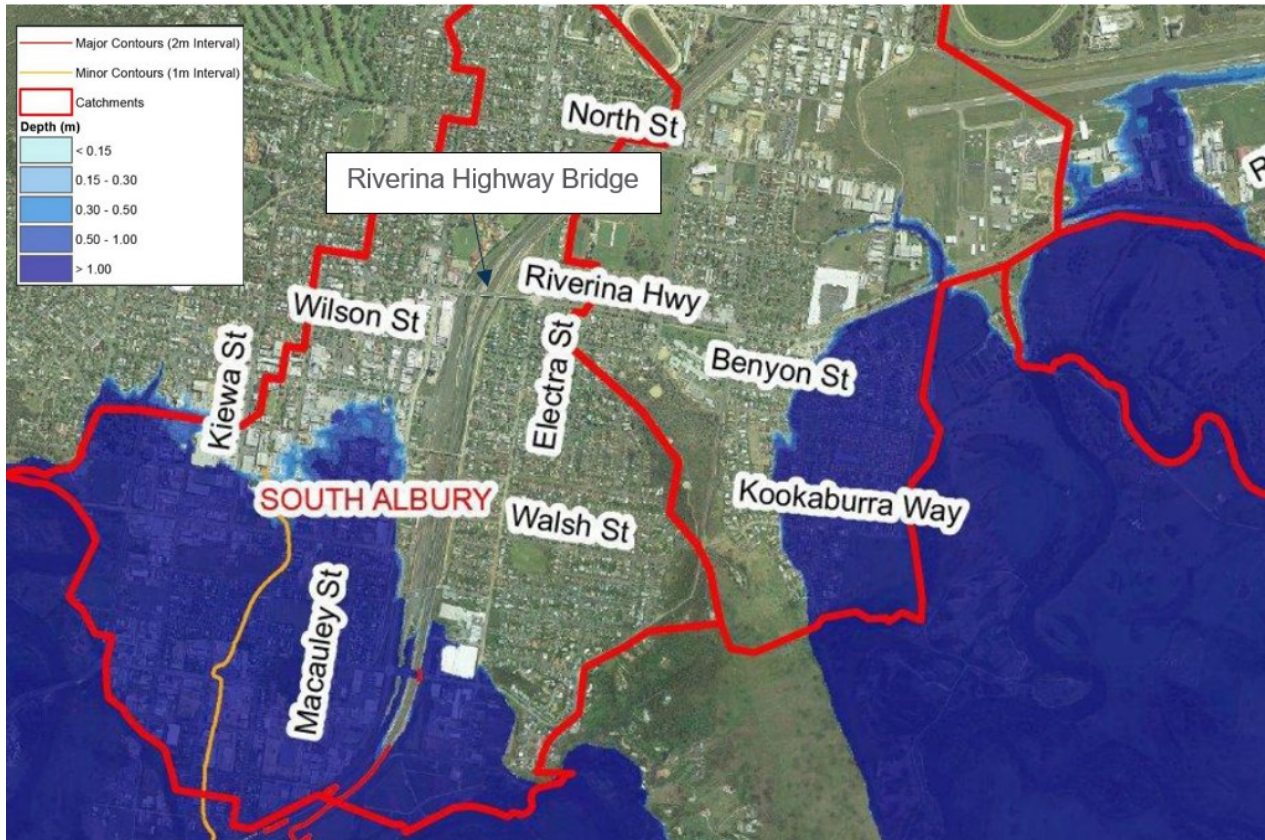 Major Contours (2m Interval)
Minor Contours (1m Interval)
Catchments
Depth (m)
< 0.15
0.15 - 0.30
0.30 - 0.50
0.50 - 1.00
> 1.00
North St
Riverina Highway Bridge
Riverina Hwy
Wilson St
Kiewa St
Electra St
Benyon St
SOUTH ALBURY
Walsh St
Kookaburra Way
Macauley St